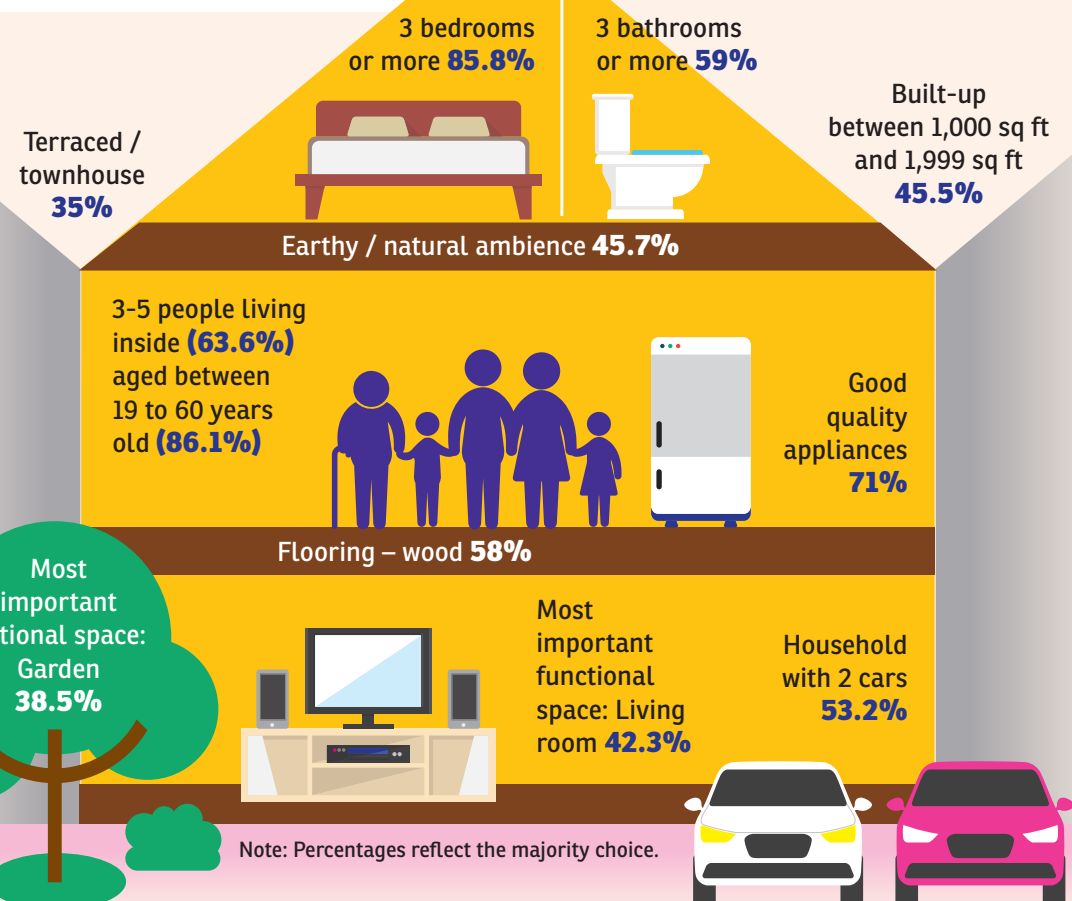 3 bedrooms
or more 85.8%
3 bathrooms
or more 59%
Terraced /
townhouse
35%
Built-up
between 1,000 sq ft
and 1,999 sq ft
45.5%
Earthy / natural ambience 45.7%
3-5 people living
inside (63.6%)
aged between
19 to 60 years
old (86.1%)
Good
quality
appliances
71%
Flooring – wood 58%
Most
important
space:
Garden
38.5%
Most
important
functional
space: Living
room 42.3%
Household
with 2 cars
53.2%
Note: Percentages reflect the majority choice.